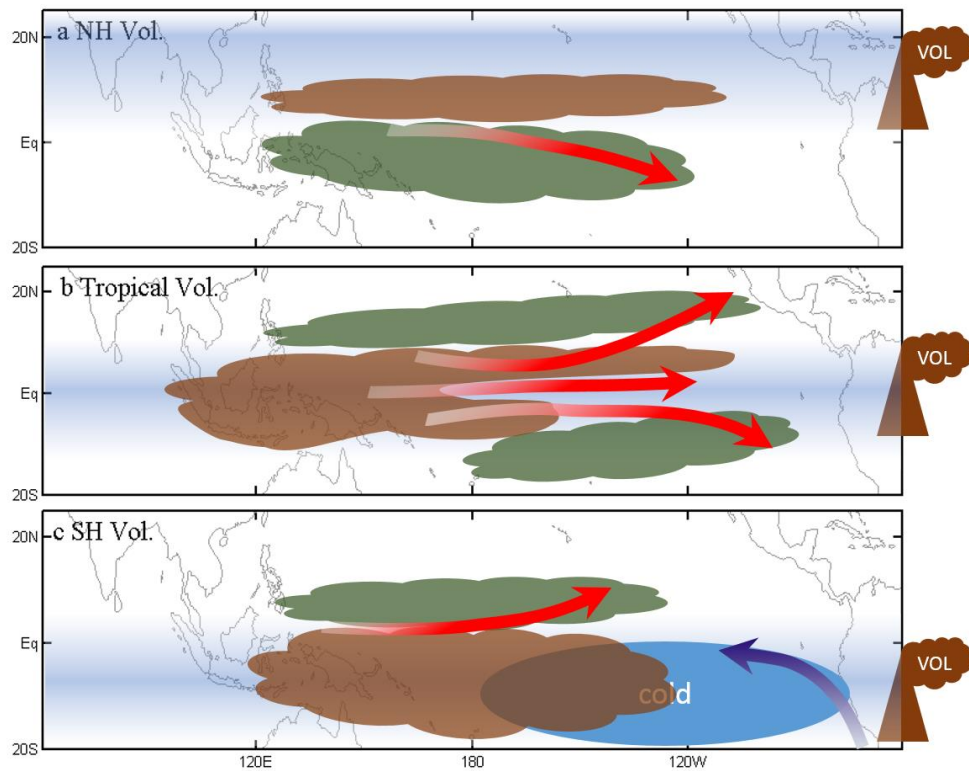 a NH Vol.
20N
Eq
20S
VOL
b Tropical Vol.
20N
Eq
20S
VOL
c SH Vol.
20N
Eq
20S
cold
VOL
120E
180
120W